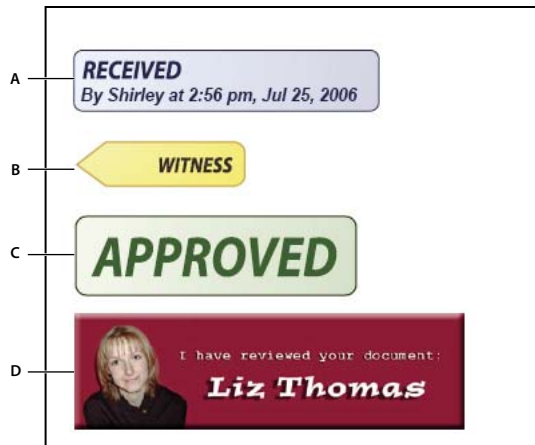 A
RECEIVED
By Shirley at 2:56 pm, Jul 25, 2006
B
WITNESS
C
APPROVED
D
I have reviewed your document:
Liz Thomas